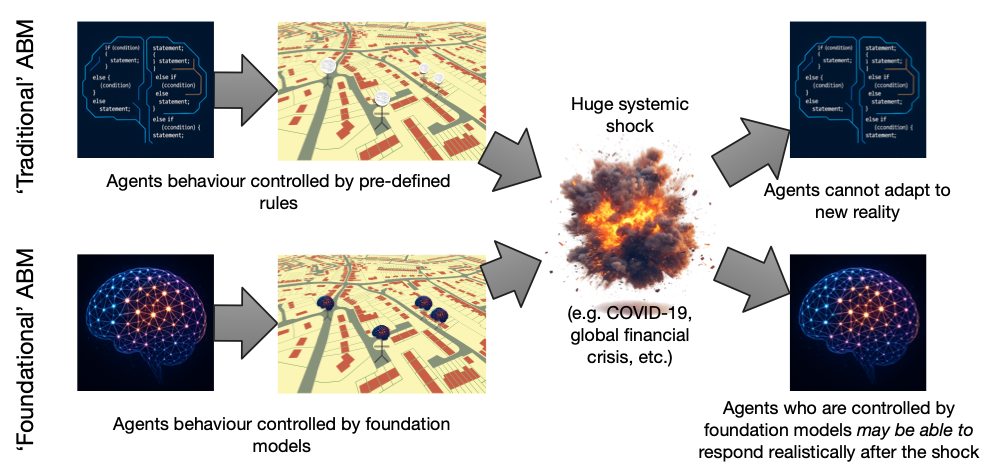 'Traditional' ABM
if (condition)
{
statement;
}
else {
(condition)
}
else
statement;
statement;
{
} statement;
else if
(ccondition)
else
statement;
}
else if
(ccondition) {
statement;
Agents behaviour controlled by pre-defined
rules
Huge systemic
shock
(e.g. COVID-19,
global financial
crisis, etc.)
if (condition)
{
statement;
}
else {
(condition)
}
else
statement;
statement;
{
} statement;
else if
(ccondition)
else
statement;
}
else if
(ccondition) {
statement;
Agents cannot adapt to
new reality
'Foundational' ABM
Agents behaviour controlled by foundation
models
Agents who are controlled by
foundation models may be able to
respond realistically after the shock